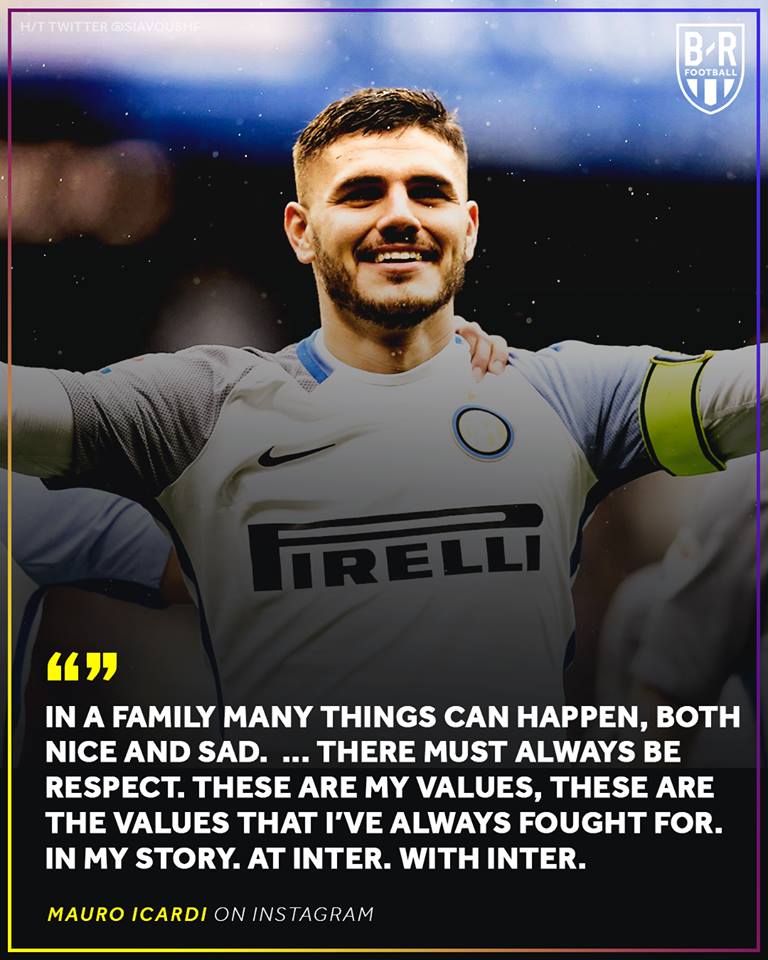 H/T TWITTER @SIAVOUSHF
B-R
FOOTBALL
PIRELLI
“”
IN A FAMILY MANY THINGS CAN HAPPEN, BOTH
NICE AND SAD. ... THERE MUST ALWAYS BE
RESPECT. THESE ARE MY VALUES, THESE ARE
THE VALUES THAT I'VE ALWAYS FOUGHT FOR.
IN MY STORY. AT INTER. WITH INTER.
MAURO ICARDI ON INSTAGRAM